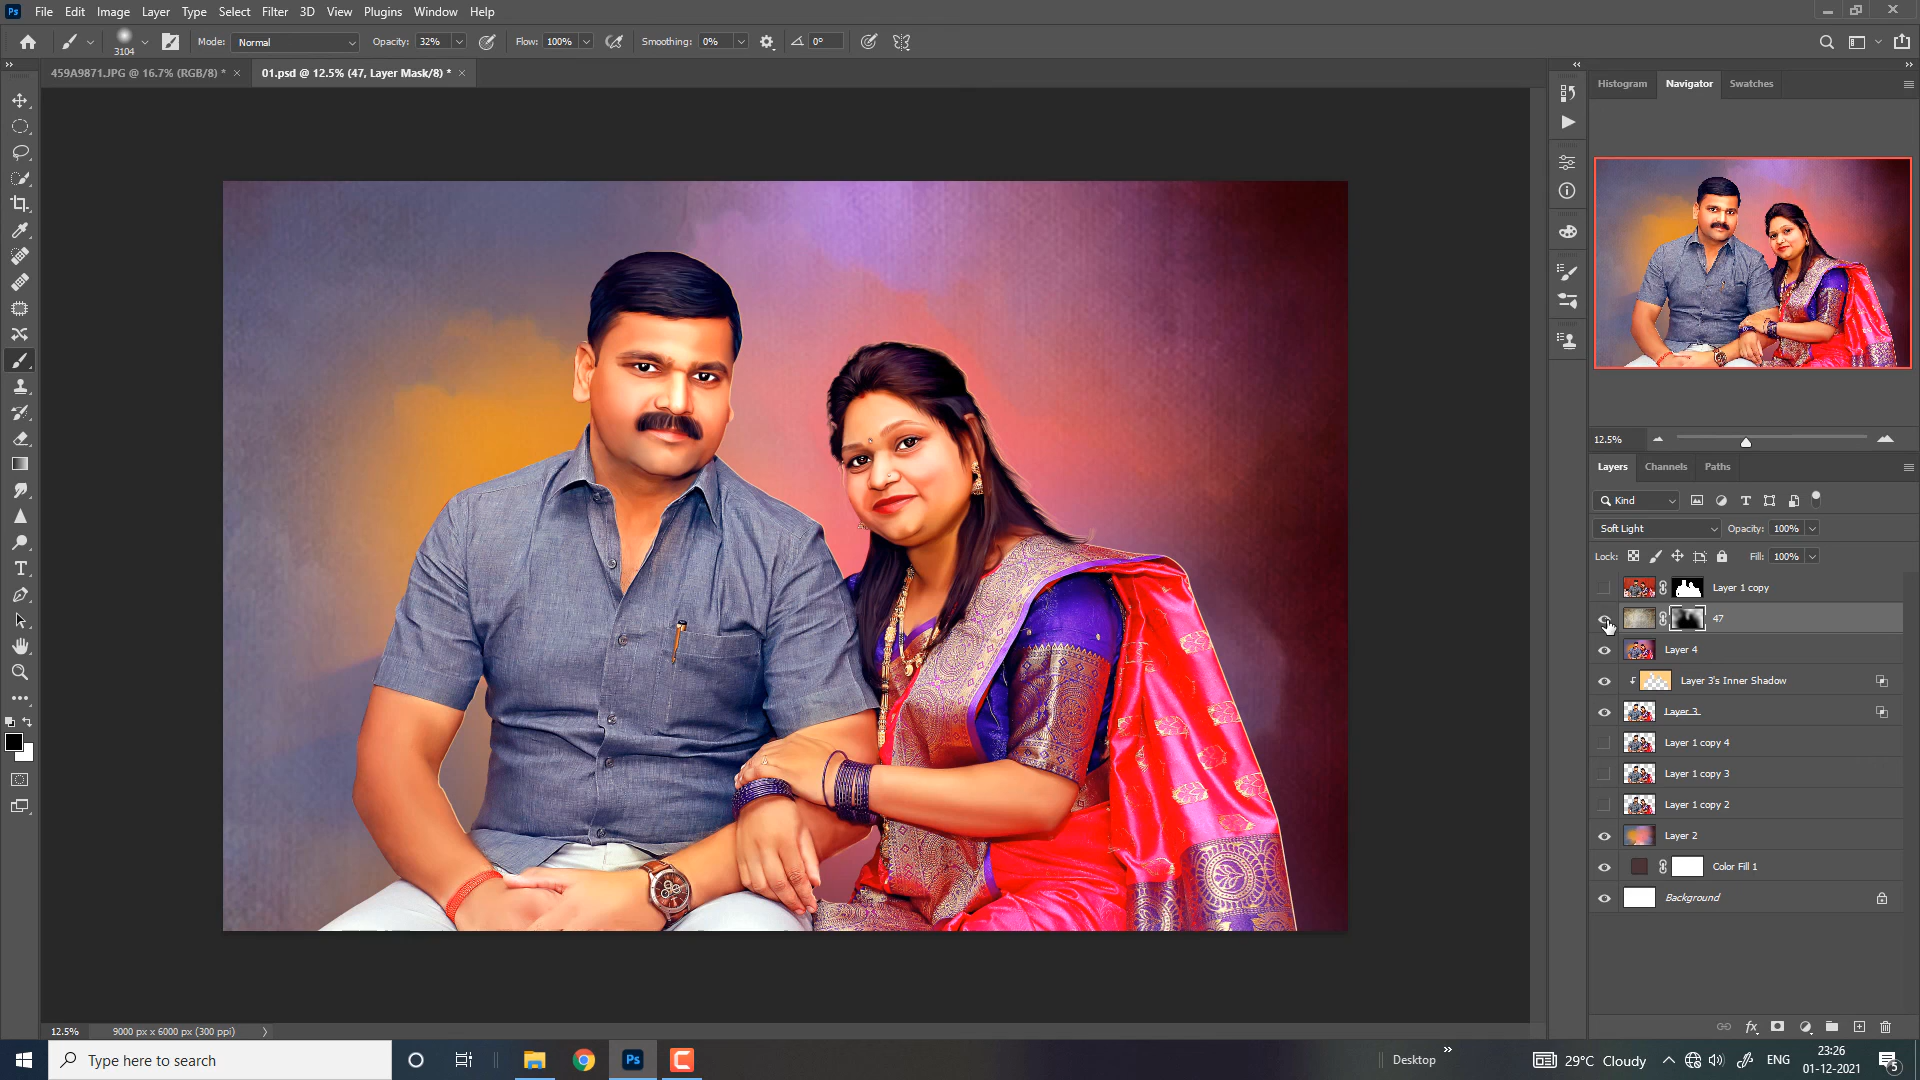 Ps File Edit Image Layer Type Select Filter 3D View Plugins Window Help
3104 Mode: Normal Opacity: 32% Flow: 100% Smoothing: 0% 0°
459A9871.JPG @ 16.7% (RGB/8) * × 01.psd @ 12.5% (47, Layer Mask/8) * ×
Histogram Navigator Swatches
12.5%
Layers Channels Paths
Kind
Soft Light Opacity: 100%
Lock: Fill: 100%
Layer 1 copy
47
Layer 4
Layer 3's Inner Shadow
Layer 3
Layer 1 copy 4
Layer 1 copy 3
Layer 1 copy 2
Layer 2
Color Fill 1
Background
12.5% 9000 px x 6000 px (300 ppi)
Type here to search
Ps
Desktop
29°C Cloudy
ENG
23:26
01-12-2021
5